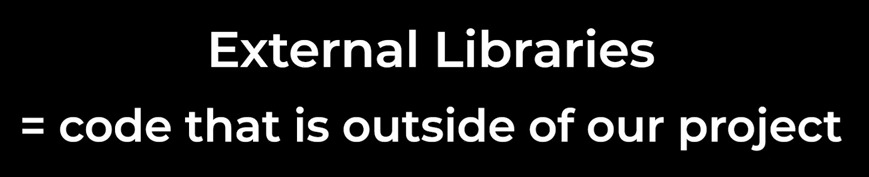 External Libraries
= code that is outside of our project